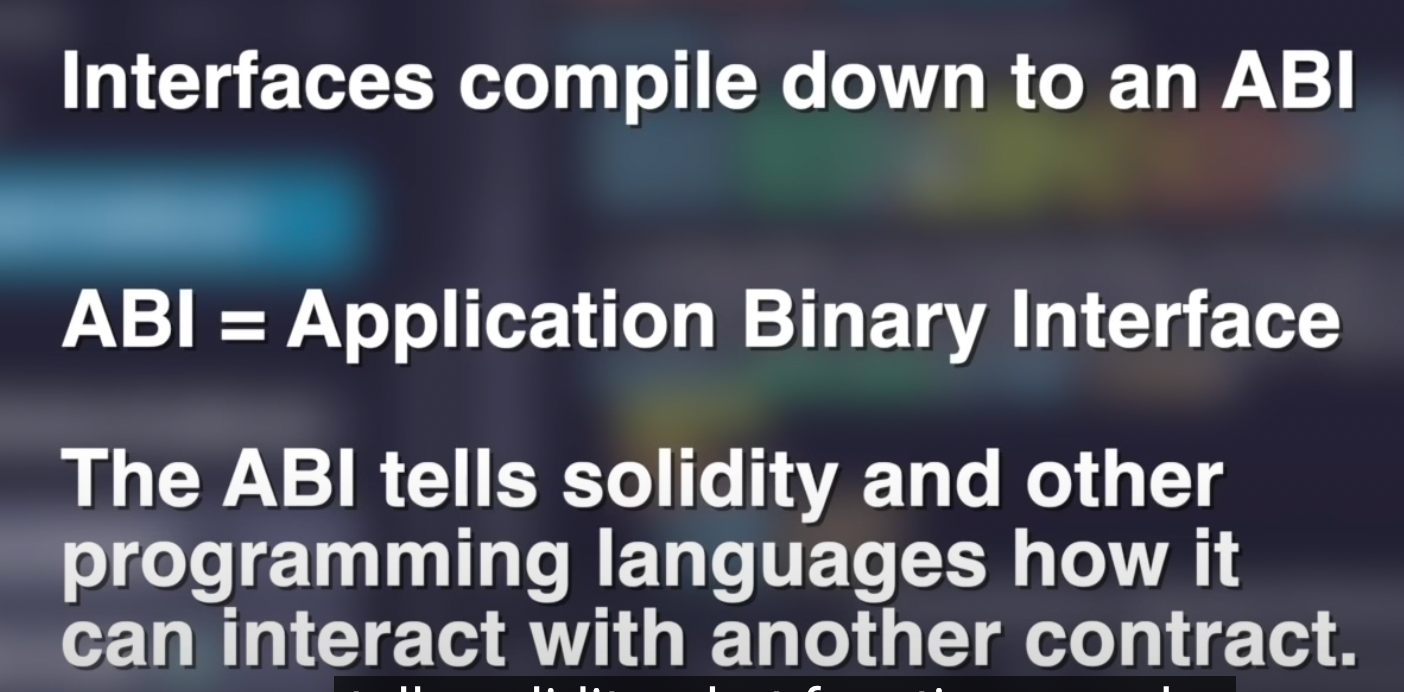 Interfaces compile down to an ABI
ABI = Application Binary Interface
The ABI tells solidity and other
programming languages how it
can interact with another contract.